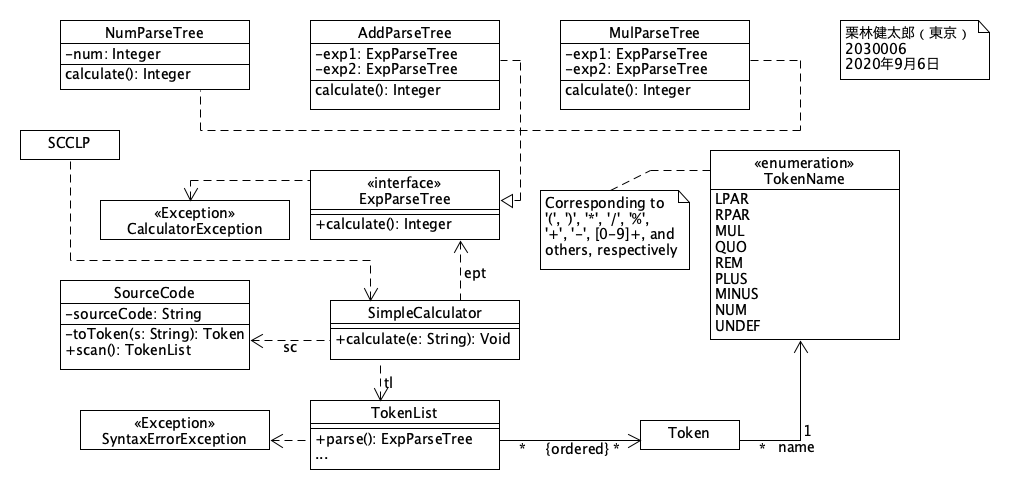 NumParseTree
-num: Integer
calculate(): Integer
AddParseTree
-exp1: ExpParseTree
-exp2: ExpParseTree
calculate(): Integer
MulParseTree
-exp1: ExpParseTree
-exp2: ExpParseTree
calculate(): Integer
栗林健太郎（東京）
2030006
2020年9月6日
SCCLP
«interface»
ExpParseTree
+calculate(): Integer
«Exception»
CalculatorException
Corresponding to
'(', ')', '*', '/', '%',
'+', '-', [0-9]+, and
others, respectively
«enumeration»
TokenName
LPAR
RPAR
MUL
QUO
REM
PLUS
MINUS
NUM
UNDEF
ept
SourceCode
-sourceCode: String
-toToken(s: String): Token
+scan(): TokenList
sc
SimpleCalculator
+calculate(e: String): Void
tl
«Exception»
SyntaxErrorException
TokenList
+parse(): ExpParseTree
...
* {ordered} *
Token
* name
1